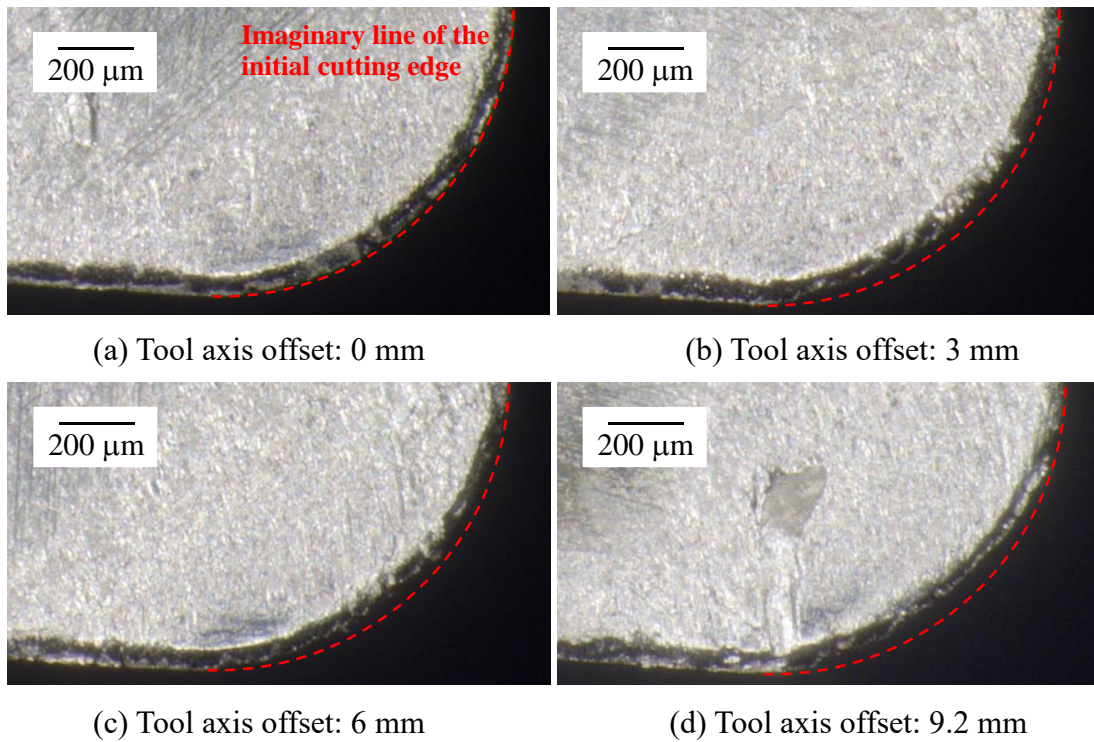 Imaginary line of the
initial cutting edge
200 μm
200 μm
(a) Tool axis offset: 0 mm
(b) Tool axis offset: 3 mm
200 μm
200 μm
(c) Tool axis offset: 6 mm
(d) Tool axis offset: 9.2 mm